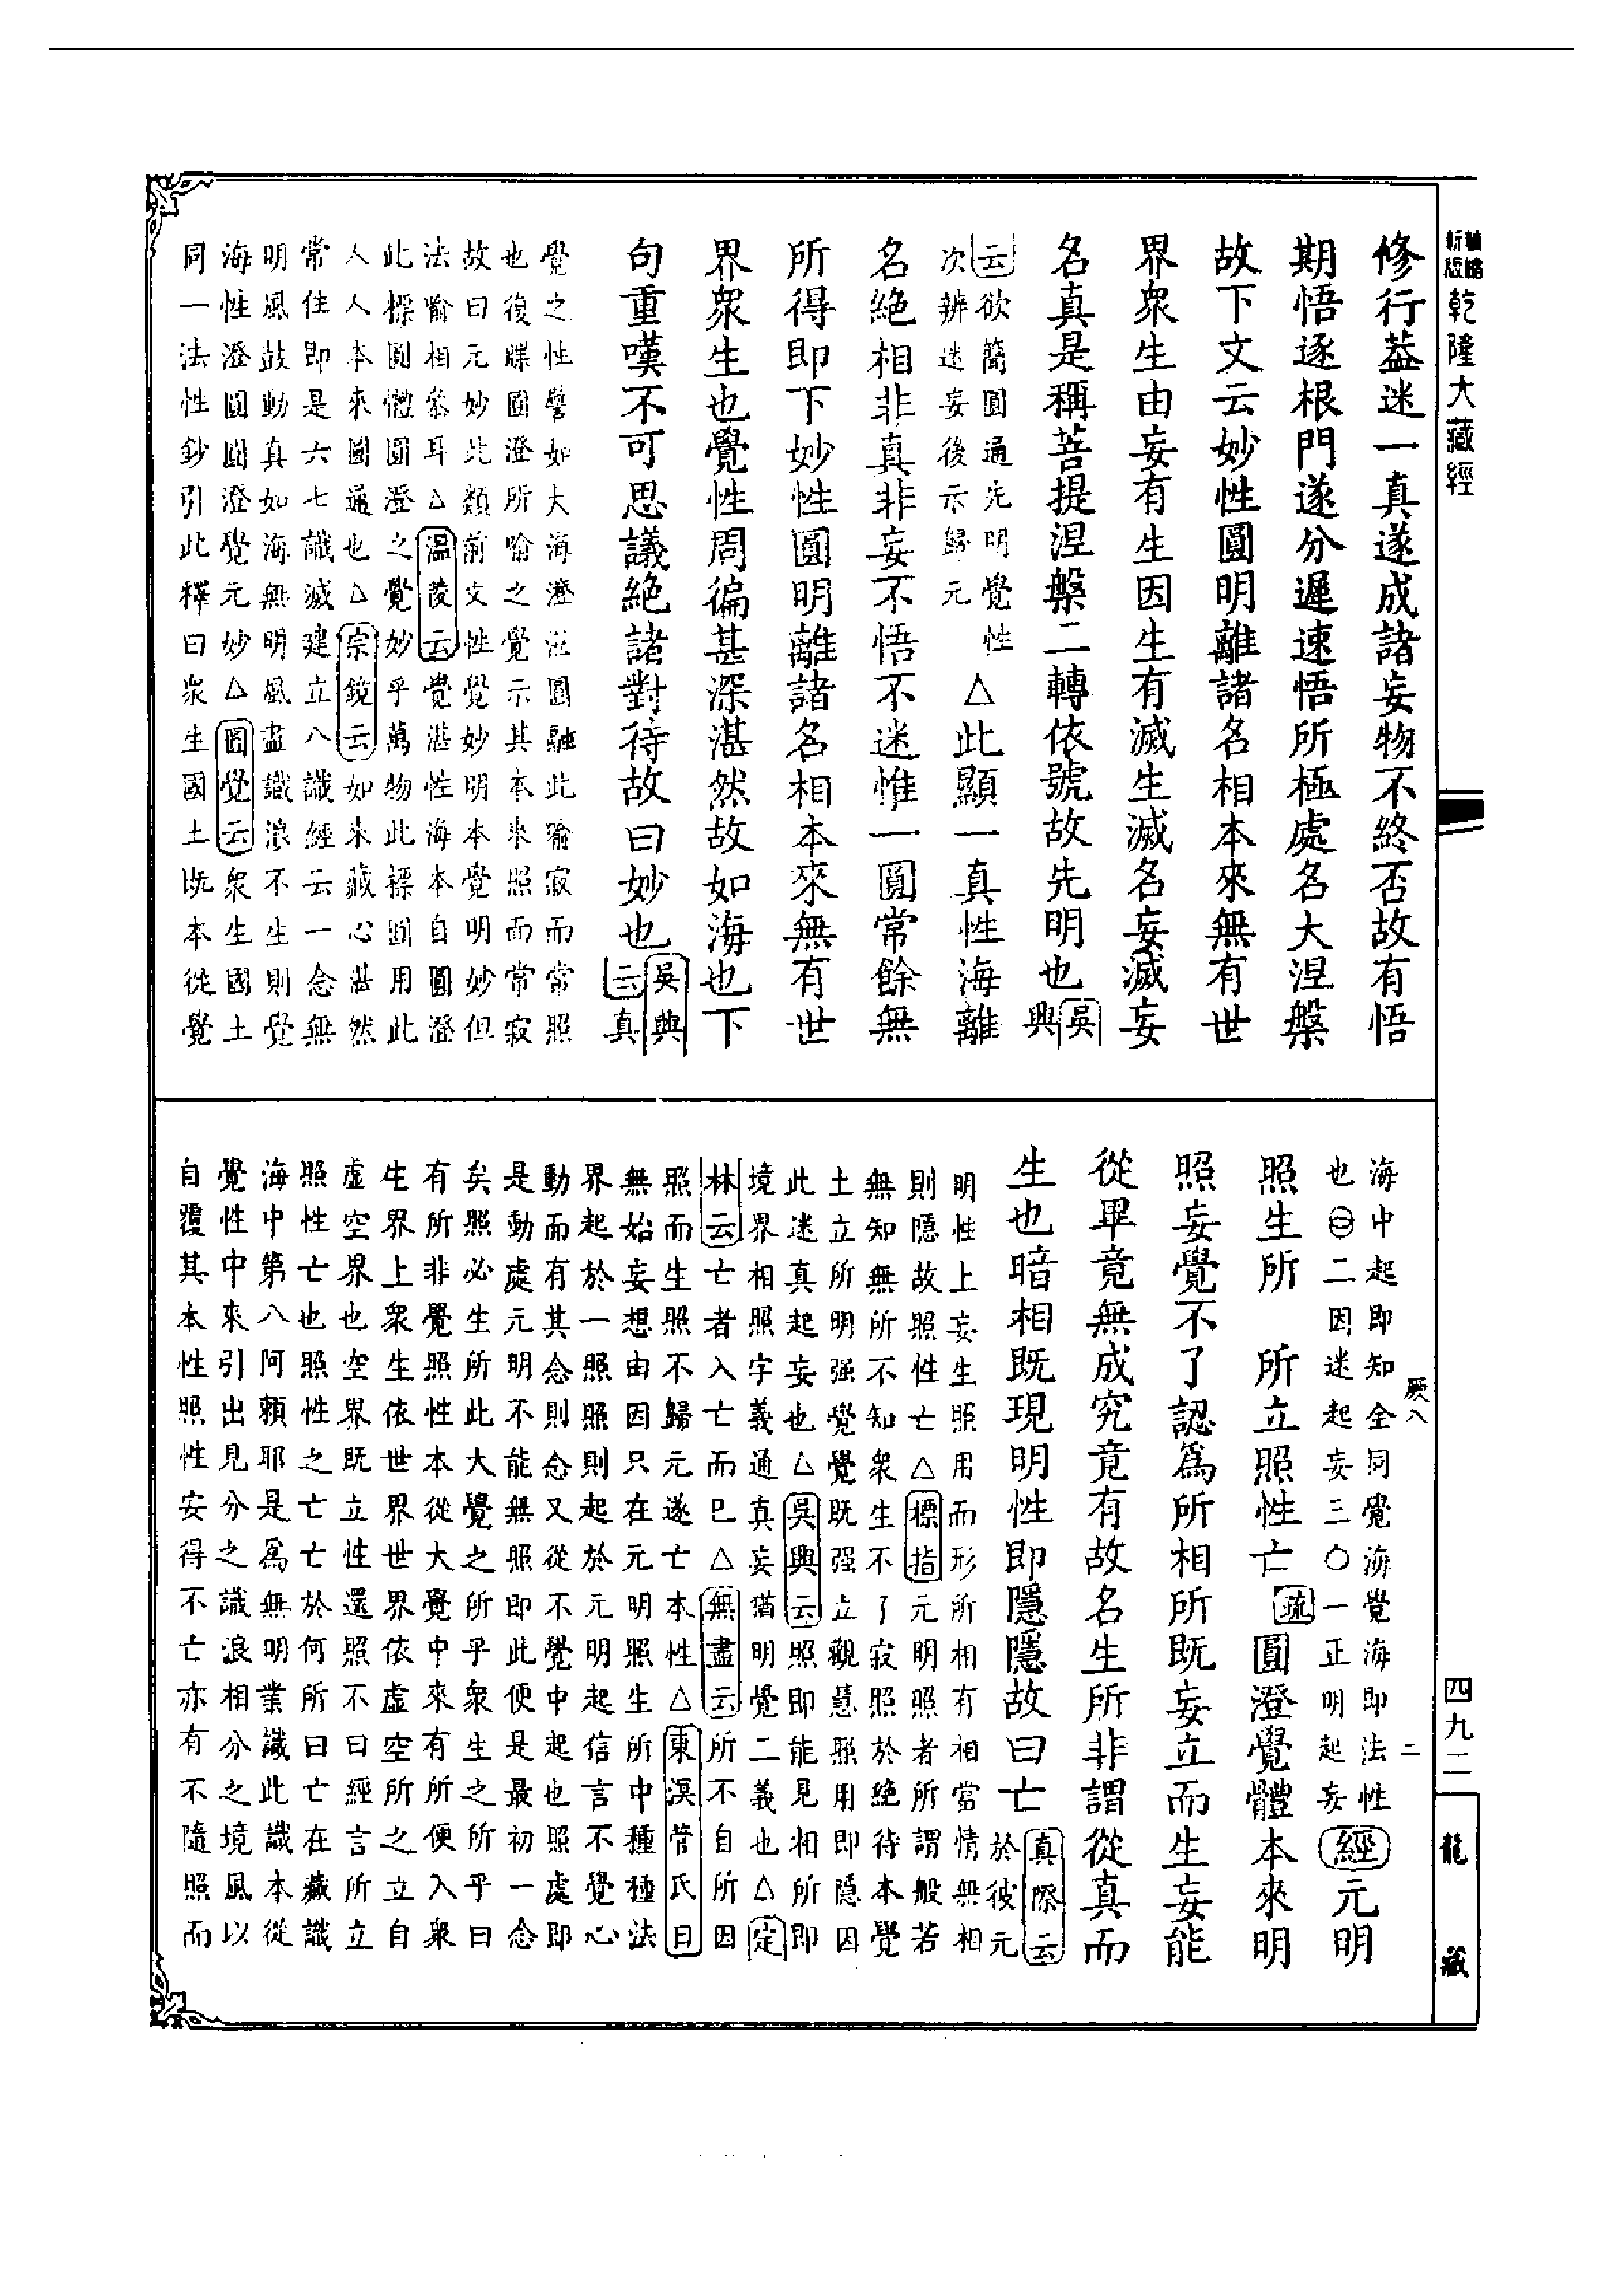 乾隆大藏經
修行葢迷一真遂成諸妄物不終否故有悟
期悟逐根門遂分遲速悟所極處名大涅槃
故下文云妙性圓明離諸名相本來無有世
界衆生由妄有生因生有滅生滅名妄滅妄
名真是稱菩提涅槃二轉依號故先明也吳
興
云欲簡圓通先明覺性
次辨迷妄後示歸元
△此顯一真性海離
名絕相非真非妄不悟不迷惟一圓常餘無
所得即下妙性圓明離諸名相本來無有世
界衆生也覺性周徧甚深湛然故如海也下
句重嘆不可思議絕諸對待故曰妙也吳興
云真
覺之性譬如大海澄渟圓融此喻寂而常照
也復牒圓澄所喻之覺示其本來照而常寂
故曰元妙此類前文性覺妙明本覺明妙但
法喻相參耳△溫陵云覺湛性海本自圓澄
此標圓體圓澄之覺妙乎萬物此標圓用此
人人本來圓通也△宗鏡云如來藏心湛然
常住即是六七識滅建立八識經云一念無
明風鼓動真如海無明風盡識浪不生則覺
海性澄圓圓澄覺元妙△圓覺云衆生國土
同一法性鈔引此釋曰衆生國土既本從覺
海中起即知全同覺海覺海即法性
也㊀二因迷起妄三○一正明起妄
經元明
照生所 所立照性亡疏圓澄覺體本來明
照妄覺不了認爲所相所既妄立而生妄能
從畢竟無成究竟有故名生所非謂從真而
生也暗相既現明性即隱隱故曰亡真際云
於彼元
明性上妄生照用而形所相有相當情無相
則隱故照性亡△標指元明照者所謂般若
無知無所不知衆生不了寂照於絕待本覺
土立所明强覺覺既强立觀慧照用即隱因
此迷真起妄也△吳興云照即能見相所即
境界相照字義通真妄猶明覺二義也△定
林云亡者入亡而巳△無盡云所不自所因
照而生照不歸元遂亡本性△東溟管氏曰
無始妄想由因只在元明照生所中種種法
界起於一照照則起於元明起信言不覺心
動而有其念則念又從不覺中起也照處即
是動處元明不能無照即此便是最初一念
矣照必生所此大覺之所乎衆生之所乎曰
有所非覺照性本從大覺中來有所便入衆
生界上衆生依世界世界依虚空所之立自
虚空界也空界既立性還照不曰經言所立
照性亡也照性之亡亡於何所曰亡在藏識
海中第八阿賴耶是爲無明業識此識本從
覺性中來引出見分之識浪相分之境風以
自覆其本性照性安得不亡亦有不隨照而
厥八
二
四九二
龍藏